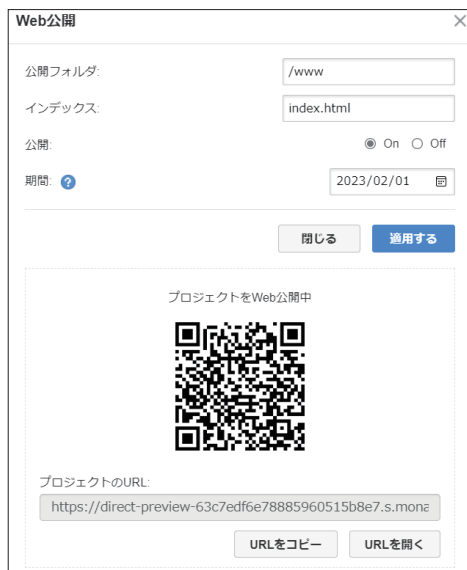 Web公開
公開フォルダ: /www
インデックス: index.html
公開: On Off
期間: ? 2023/02/01
閉じる 適用する
プロジェクトをWeb公開中
プロジェクトのURL:
https://direct-preview-63c7edf6e78885960515b8e7.s.mona
URLをコピー URLを開く